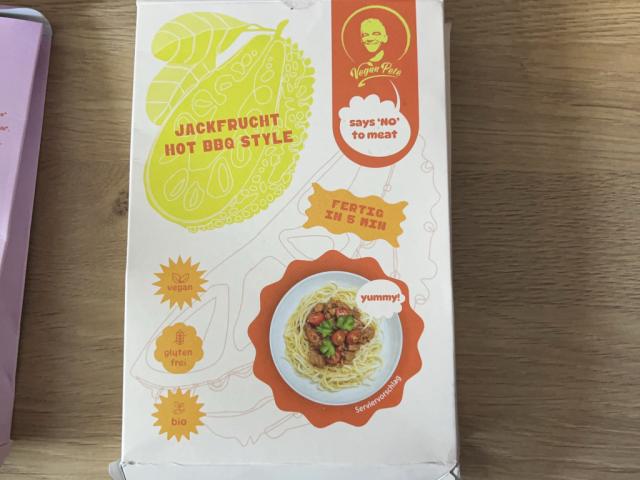 JACKFRUCHT
HOT BBQ STYLE
Vegan Pete
says 'NO'
to meat
FERTIG
IN 5 MIN
vegan
gluten
frei
bio
yummy!
Serviervorschlag